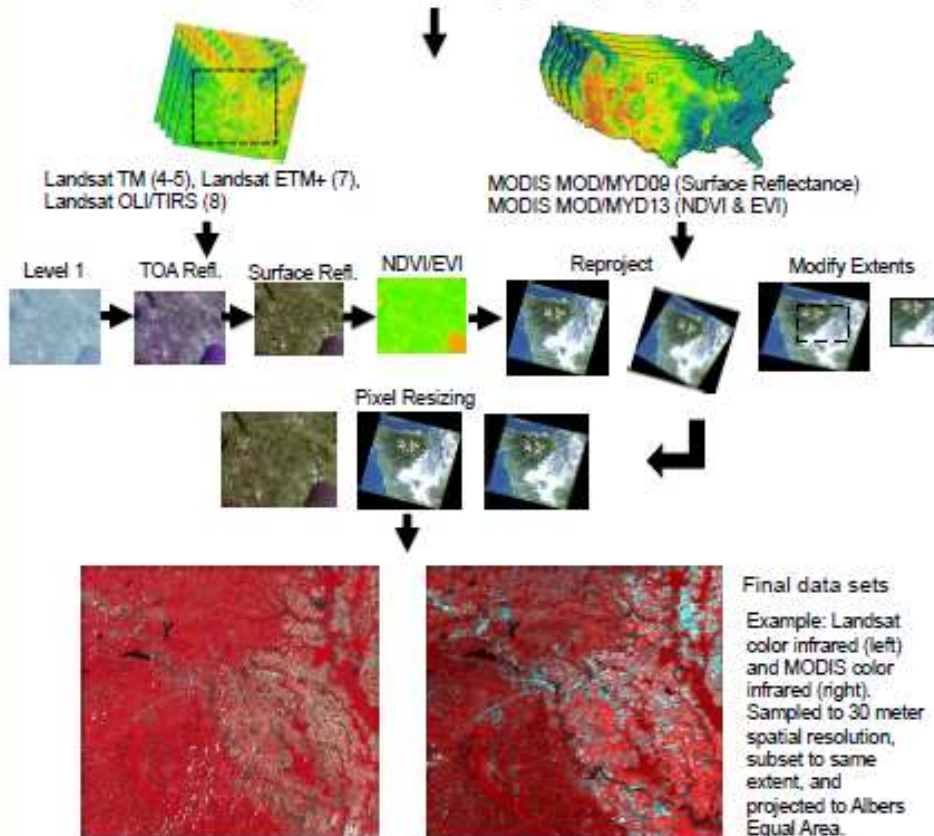 Landsat TM (4-5), Landsat ETM+ (7),
Landsat OLI/TIRS (8)
MODIS MOD/MYD09 (Surface Reflectance)
MODIS MOD/MYD13 (NDVI & EVI)
Level 1
TOA Refl.
Surface Refl.
NDVI/EVI
Reproject
Modify Extents
Pixel Resizing
Final data sets
Example: Landsat
color infrared (left)
and MODIS color
infrared (right).
Sampled to 30 meter
spatial resolution,
subset to same
extent, and
projected to Albers
Equal Area.